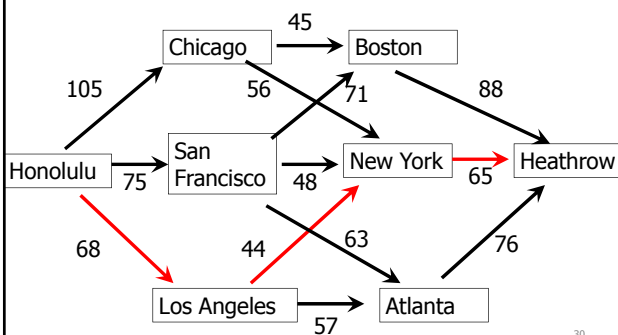 45
Chicago
Boston
105
56
71
88
Honolulu
75
San
Francisco
48
New York
65
Heathrow
68
44
63
76
Los Angeles
57
Atlanta
39